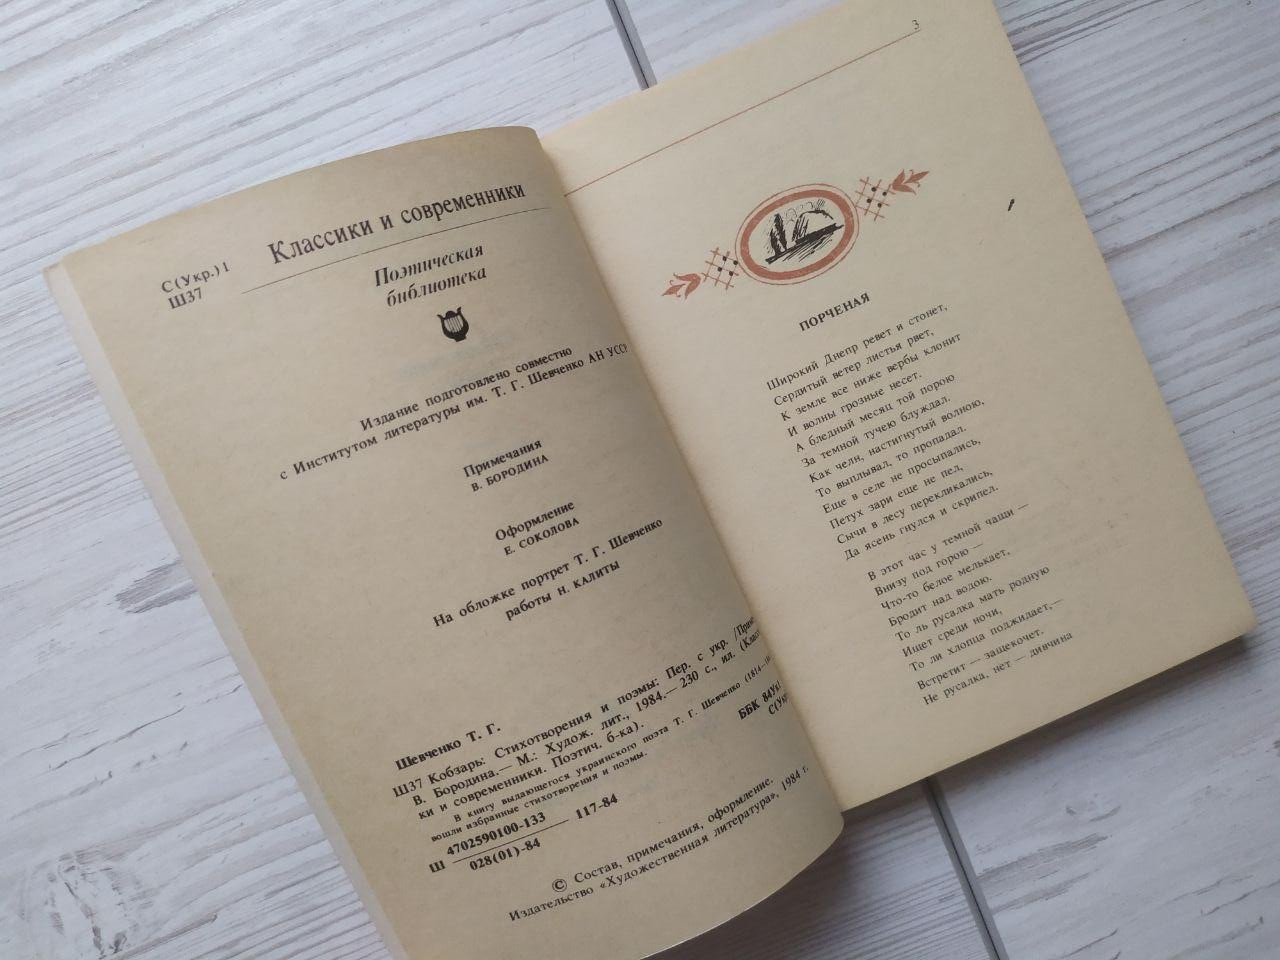 С(Укр.)1
Ш37
Классики и современники
Поэтическая
библиотека
Издание подготовлено совместно
с Институтом литературы им. Т. Г. Шевченко АН УССР
Примечания
В. БОРОДИНА
Оформление
Е. СОКОЛОВА
На обложке портрет Т. Г. Шевченко
работы Н. КАЛИТЫ
Шевченко Т. Г.
Ш37 Кобзарь: Стихотворения и поэмы: Пер. с укр. /Приме
В. Бородина.— М.: Худож. лит., 1984.— 230 с., ил. (Класс
ки и современники. Поэтич. б-ка).
В книгу выдающегося украинского поэта Т. Г. Шевченко (1814—
вошли избранные стихотворения и поэмы.
Ш 4702590100-133 117-84
028(01)-84
ББК 84Ук1
С(Укр
© Состав, примечания, оформление.
Издательство «Художественная литература», 1984 г.
3
ПОРЧЕНАЯ
Широкий Днепр ревет и стонет,
Сердитый ветер листья рвет,
К земле все ниже вербы клонит
И волны грозные несет.
А бледный месяц той порою
За темной тучею блуждал.
Как челн, настигнутый волною,
То выплывал, то пропадал.
Еще в селе не просыпались,
Петух зари еще не пел,
Сычи в лесу перекликались,
Да ясень гнулся и скрипел.
В этот час у темной чащи —
Внизу под горою —
Что-то белое мелькает,
Бродит над водою.
То ль русалка мать родную
Ищет среди ночи,
То ли хлопца поджидает,—
Встретит — защекочет.
Не русалка, нет — дивчина